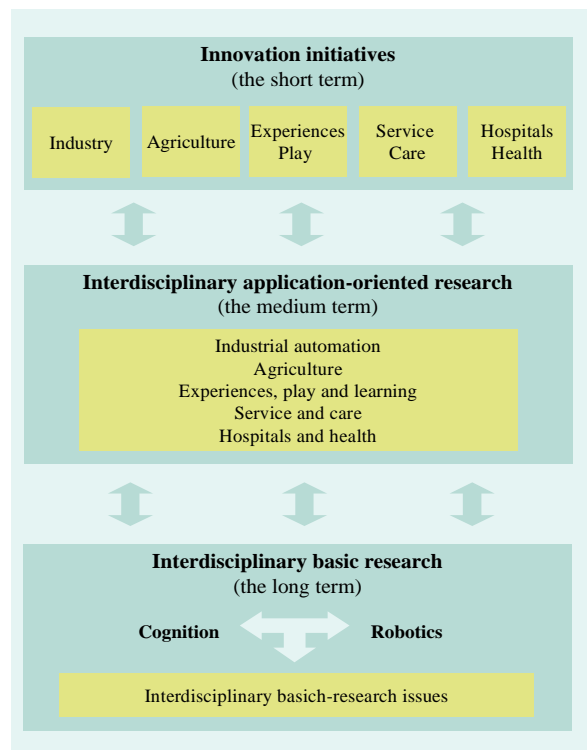 Innovation initiatives
(the short term)
Industry
Agriculture
Experiences
Play
Service
Care
Hospitals
Health
Interdisciplinary application-oriented research
(the medium term)
Industrial automation
Agriculture
Experiences, play and learning
Service and care
Hospitals and health
Interdisciplinary basic research
(the long term)
Cognition
Robotics
Interdisciplinary basich-research issues